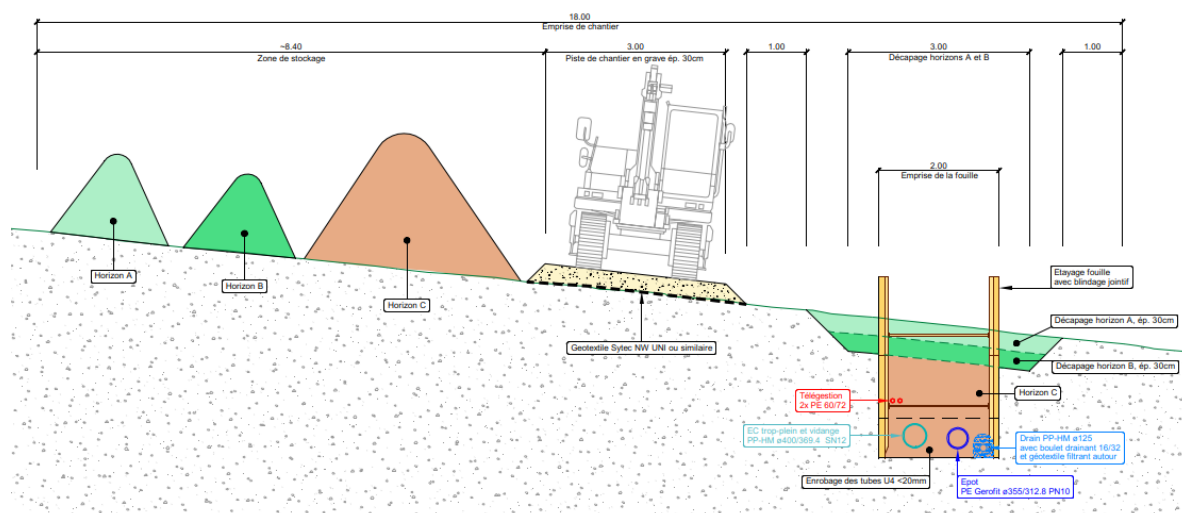 18.00
Emprise de chantier
~8.40
Zone de stockage
3.00
Piste de chantier en grave ép. 30cm
1.00
3.00
Décapage horizons A et B
1.00
2.00
Emprise de la fouille
Horizon A
Horizon B
Horizon C
Geotextile Sytec NW UNI ou similaire
Etayage fouille
avec blindage jointif
Décapage horizon A, ép. 30cm
Décapage horizon B, ép. 30cm
Horizon C
Télégestion
2x PE 60/72
EC trop-plein et vidange
PP-HM ø400/369.4 SN12
Drain PP-HM ø125
avec boulet drainant 16/32
et géotextile filtrant autour
Enrobage des tubes U4 <20mm
Epot
PE Gerofit ø355/312.8 PN10